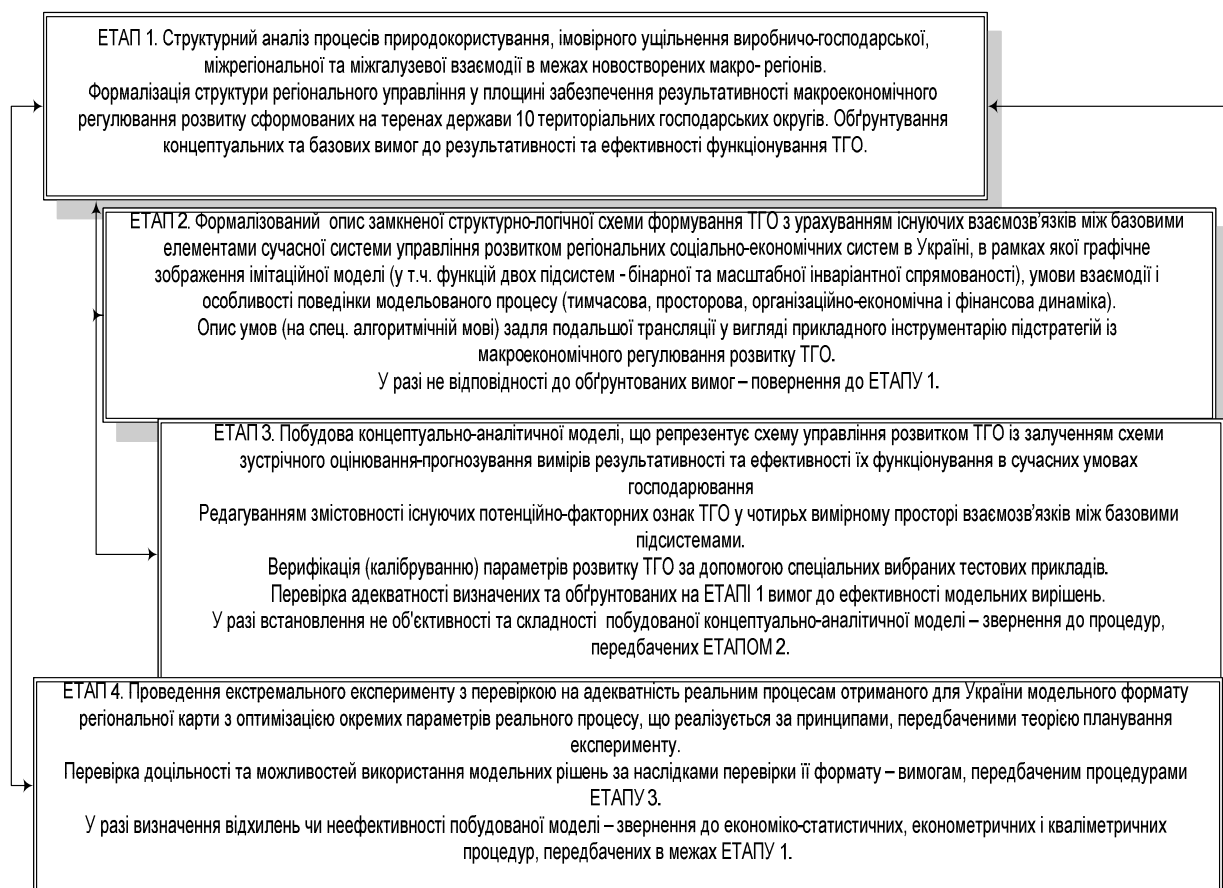 ЕТАП 1. Структурний аналіз процесів природокористування, імовірного ущільнення виробничо-господарської,
міжрегіональної та міжгалузевої взаємодії в межах новостворених макро- регіонів.
Формалізація структури регіонального управління у площині забезпечення результативності макроекономічного
регулювання розвитку сформованих на теренах держави 10 територіальних господарських округів. Обґрунтування
концептуальних та базових вимог до результативності та ефективності функціонування ТГО.
ЕТАП 2. Формалізований опис замкненої структурно-логічної схеми формування ТГО з урахуванням існуючих взаємозв'язків між базовими
елементами сучасної системи управління розвитком регіональних соціально-економічних систем в Україні, в рамках якої графічне
зображення імітаційної моделі (у т.ч. функцій двох підсистем - бінарної та масштабної інваріантної спрямованості), умови взаємодії і
особливості поведінки модельованого процесу (тимчасова, просторова, організаційно-економічна і фінансова динаміка).
Опис умов (на спец. алгоритмічній мові) задля подальшої трансляції у вигляді прикладного інструментарію підстратегій із
макроекономічного регулювання розвитку ТГО.
У разі не відповідності до обґрунтованих вимог – повернення до ЕТАПУ 1.
ЕТАП 3. Побудова концептуально-аналітичної моделі, що репрезентує схему управління розвитком ТГО із залученням схеми
зустрічного оцінювання-прогнозування вимірів результативності та ефективності їх функціонування в сучасних умовах
господарювання
Редагуванням змістовності існуючих потенційно-факторних ознак ТГО у чотирьох вимірному просторі взаємозв'язків між базовими
підсистемами.
Верифікація (калібруванню) параметрів розвитку ТГО за допомогою спеціальних вибраних тестових прикладів.
Перевірка адекватності визначених та обґрунтованих на ЕТАПІ 1 вимог до ефективності модельних вирішень.
У разі встановлення не об'єктивності та складності побудованої концептуально-аналітичної моделі – звернення до процедур,
передбачених ЕТАПОМ 2.
ЕТАП 4. Проведення екстремального експерименту з перевіркою на адекватність реальним процесам отриманого для України модельного формату
регіональної карти з оптимізацією окремих параметрів реального процесу, що реалізується за принципами, передбаченими теорією планування
експерименту.
Перевірка доцільності та можливостей використання модельних рішень за наслідками перевірки її формату – вимогам, передбаченим процедурами
ЕТАПУ 3.
У разі визначення відхилень чи неефективності побудованої моделі – звернення до економіко-статистичних, економетричних і кваліметричних
процедур, передбачених в межах ЕТАПУ 1.